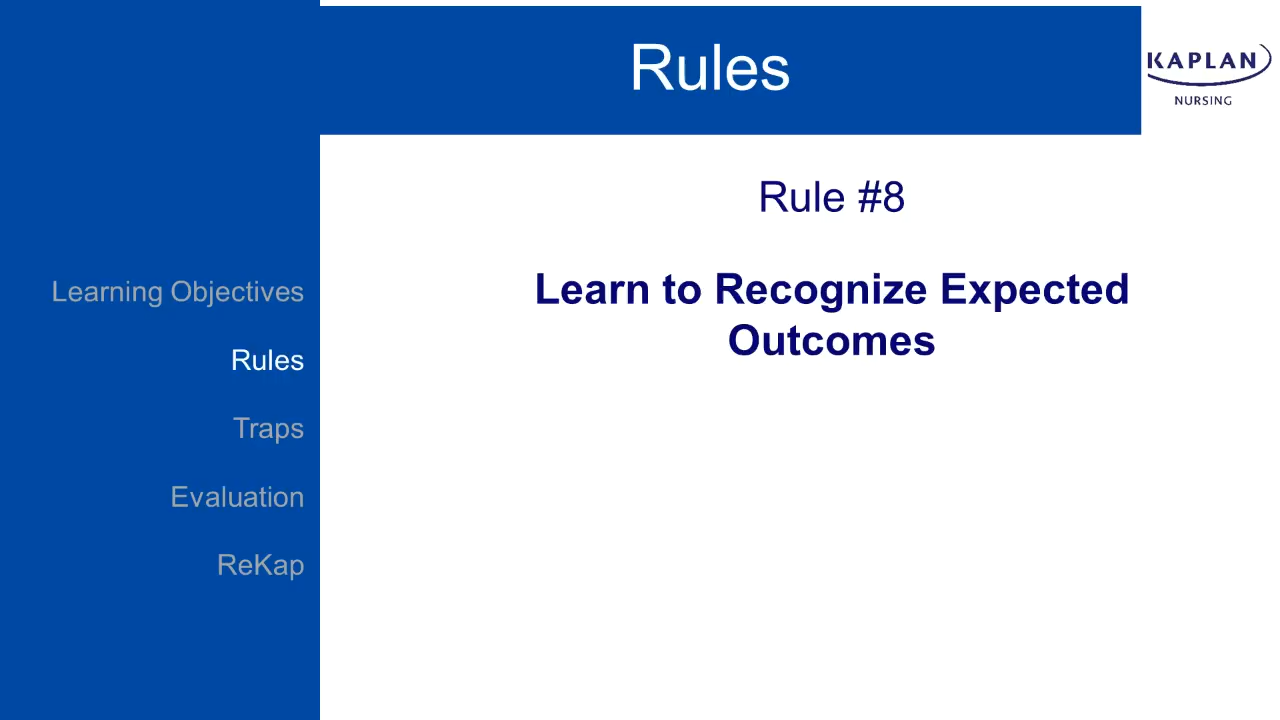 Rules
KAPLAN
NURSING
Rule #8
Learn to Recognize Expected
Outcomes
Learning Objectives
Rules
Traps
Evaluation
ReKap